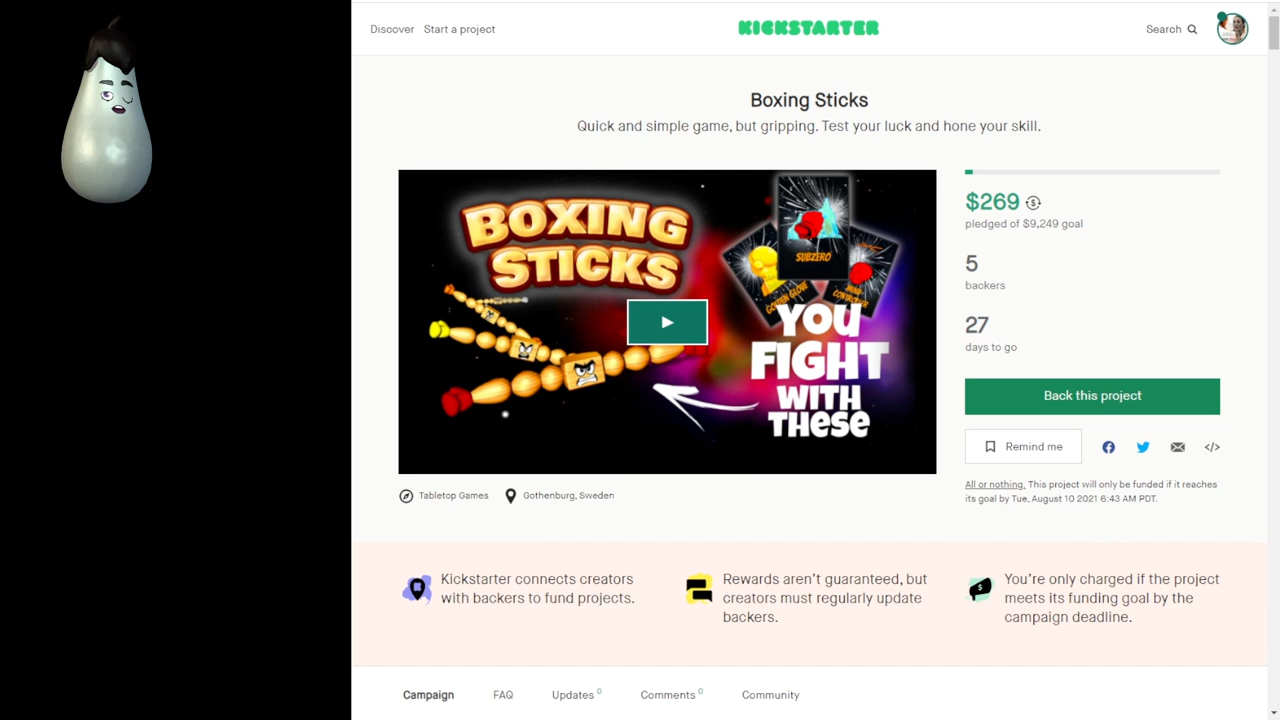 Discover Start a project
KICKSTARTER
Search
Boxing Sticks
Quick and simple game, but gripping. Test your luck and hone your skill.
BOXING
STICKS
SUBZERO
GOLDEN GLOVE
YOU
FIGHT
WITH
THESE
$269
pledged of $9,249 goal
5
backers
27
days to go
Back this project
Remind me
All or nothing. This project will only be funded if it reaches
its goal by Tue, August 10 2021 6:43 AM PDT.
Tabletop Games Gothenburg, Sweden
Kickstarter connects creators
with backers to fund projects.
Rewards aren't guaranteed, but
creators must regularly update
backers.
You're only charged if the project
meets its funding goal by the
campaign deadline.
Campaign FAQ Updates 0 Comments 0 Community